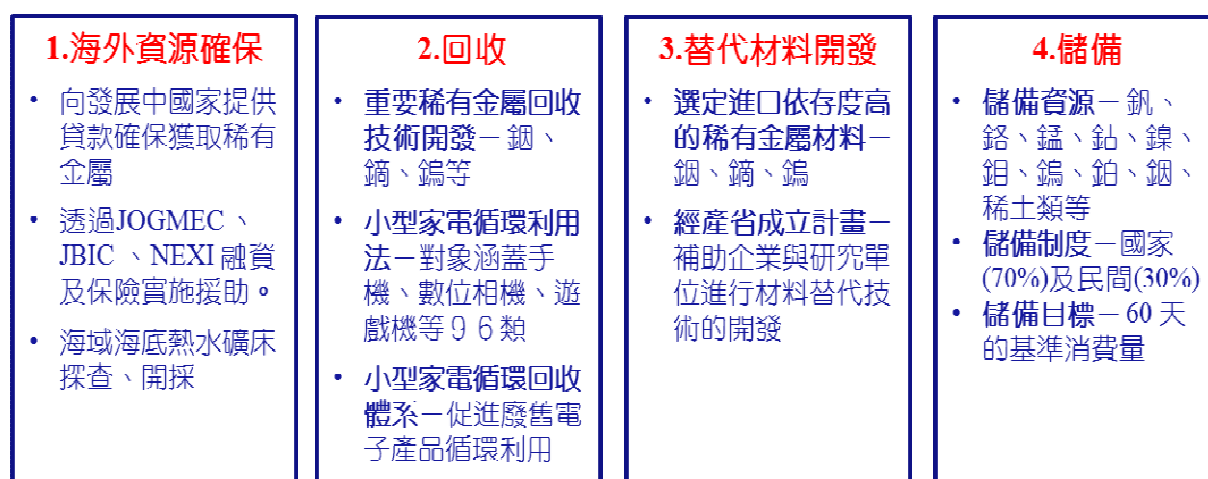 1.海外資源確保
• 向發展中國家提供
貸款確保獲取稀有
金屬
• 透過JOGMEC、
JBIC 、NEXI 融資
及保險實施援助。
• 海域海底熱水礦床
探查、開採
2.回收
• 重要稀有金屬回收
技術開發－銦、
鏑、鎢等
• 小型家電循環利用
法－對象涵蓋手
機、數位相機、遊
戲機等９６類
• 小型家電循環回收
體系－促進廢舊電
子產品循環利用
3.替代材料開發
• 選定進口依存度高
的稀有金屬材料－
銦、鏑、鎢
• 經產省成立計畫－
補助企業與研究單
位進行材料替代技
術的開發
4.儲備
• 儲備資源－釩、
鉻、錳、鈷、鎳、
鉬、鎢、鉑、銦、
稀土類等
• 儲備制度－國家
(70%)及民間(30%)
• 儲備目標－60 天
的基準消費量